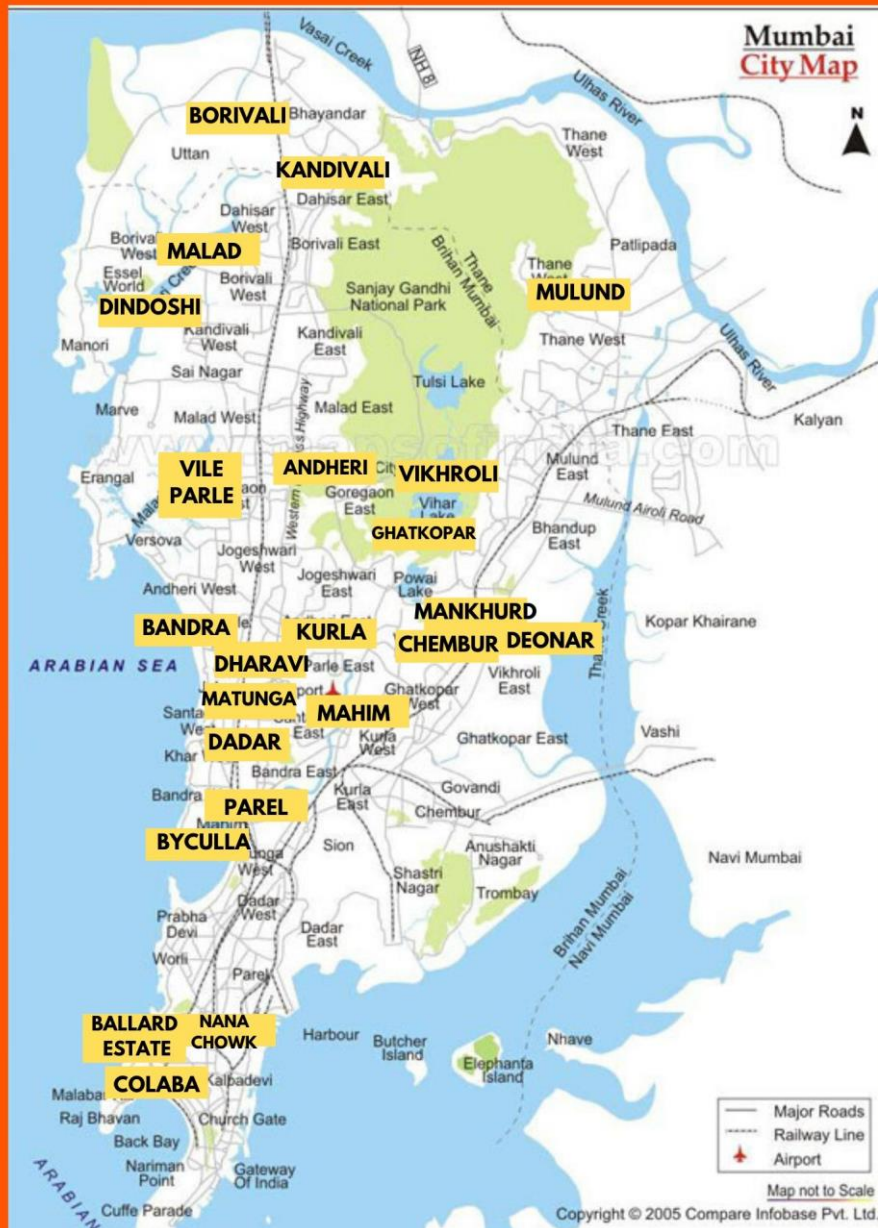 Mumbai
City Map
Vasai Creek
NH 8
Ulhas River
N
BORIVALI
Bhayandar
Thane
West
Uttan
KANDIVALI
Dahisar East
Dahisar
West
MALAD
Borivali East
Patlipada
Essel
World
Borivali
West
Thane
Brihan Mumbai
Thane
MULUND
Sanjay Gandhi
National Park
DINDOSHI
Kandivali
West
Kandivali
East
Thane West
Ulhas River
Manori
Sai Nagar
Tulsi Lake
Marve
Malad West
Malad East
Kalyan
Thane East
VILE
PARLE
ANDHERI
VIKHROLI
Mulund
East
Erangal
Goregaon
East
Vihar
Lake
Mulund Airoli Road
GHATKOPAR
Bhandup
East
Versova
Jogeshwari
West
Jogeshwari
East
Powai
Lake
Andheri West
MANKHURD
Kopar Khairane
BANDRA
KURLA
CHEMBUR
DEONAR
ARABIAN SEA
DHARAVI
Parle East
Vikhroli
East
MATUNGA
Ghatkopar
West
MAHIM
East
Kurla
West
Ghatkopar East
Vashi
DADAR
Bandra East
Bandra
Kurla
East
Govandi
PAREL
Chembur
BYCULLA
West
Sion
Anushakti
Nagar
Navi Mumbai
Shastri
Nagar
Trombay
Dadar
West
Prabha
Devi
Dadar
East
Brihan Mumbai
Navi Mumbai
Worli
Parel
BALLARD
ESTATE
NANA
CHOWK
Harbour
Butcher
Island
Nhave
Elephanta
Island
COLABA
Kalbadevi
Raj Bhavan
Church Gate
Back Bay
Nariman
Point
Gateway
Of India
Cuffe Parade
ARABIAN
Major Roads
Railway Line
Airport
Map not to Scale
Copyright © 2005 Compare Infobase Pvt. Ltd.